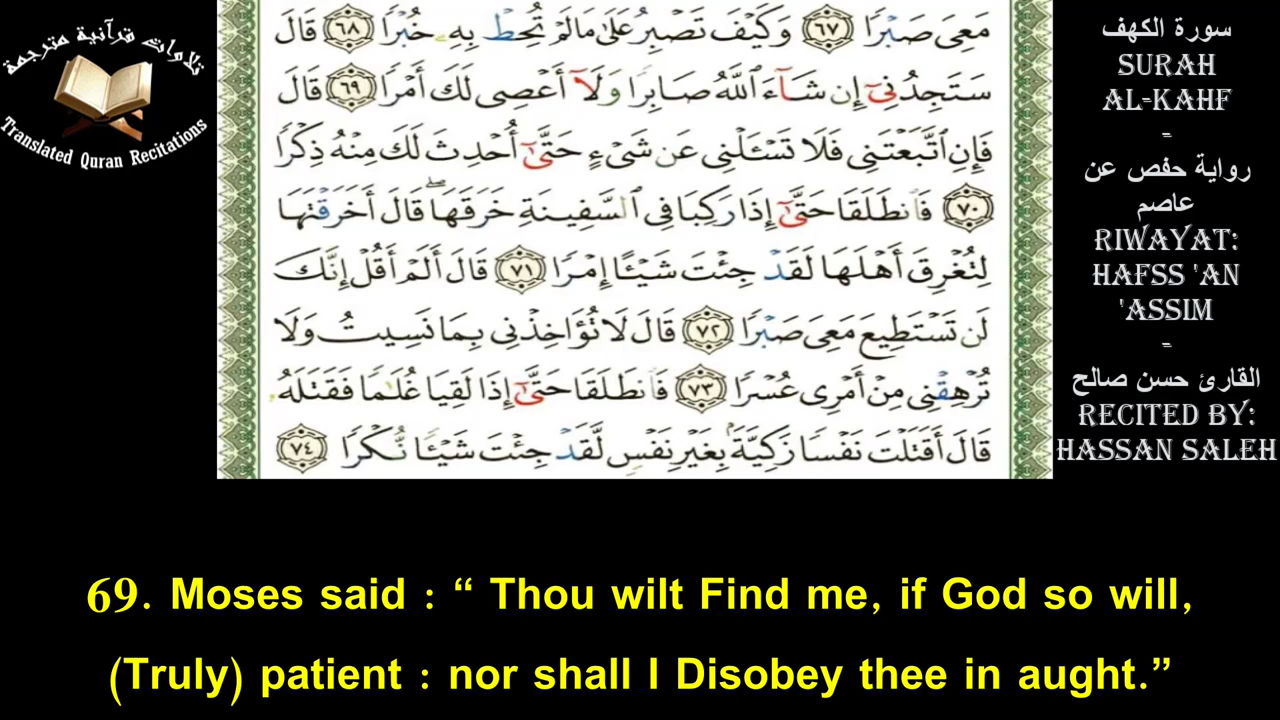 تلاوات قرآنية مترجمة
Translated Quran Recitations
مَعِىَ صَبْرًا ٦٧ وَكَيْفَ تَصْبِرُ عَلَىٰ مَا لَمْ تُحِطْ بِهِۦ خُبْرًا ٦٨ قَالَ
سَتَجِدُنِىٓ إِن شَآءَ ٱللَّهُ صَابِرًا وَلَآ أَعْصِى لَكَ أَمْرًا ٦٩ قَالَ
فَإِنِ ٱتَّبَعْتَنِى فَلَا تَسْـَٔلْنِى عَن شَىْءٍ حَتَّىٰٓ أُحْدِثَ لَكَ مِنْهُ ذِكْرًا
٧٠ فَٱنطَلَقَا حَتَّىٰٓ إِذَا رَكِبَا فِى ٱلسَّفِينَةِ خَرَقَهَا ۖ قَالَ أَخَرَقْتَهَا
لِتُغْرِقَ أَهْلَهَا لَقَدْ جِئْتَ شَيْـًٔا إِمْرًا ٧١ قَالَ أَلَمْ أَقُلْ إِنَّكَ
لَن تَسْتَطِيعَ مَعِىَ صَبْرًا ٧٢ قَالَ لَا تُؤَاخِذْنِى بِمَا نَسِيتُ وَلَا
تُرْهِقْنِى مِنْ أَمْرِى عُسْرًا ٧٣ فَٱنطَلَقَا حَتَّىٰٓ إِذَا لَقِيَا غُلَـٰمًا فَقَتَلَهُۥ
قَالَ أَقَتَلْتَ نَفْسًا زَكِيَّةًۢ بِغَيْرِ نَفْسٍ لَّقَدْ جِئْتَ شَيْـًٔا نُّكْرًا ٧٤
سورة الكهف
SURAH
AL-KAHF
-
رواية حفص عن
عاصم
RIWAYAT:
HAFSS 'AN
'ASSIM
-
القارئ حسن صالح
RECITED BY:
HASSAN SALEH
69. Moses said : “ Thou wilt Find me, if God so will,
(Truly) patient : nor shall I Disobey thee in aught.”